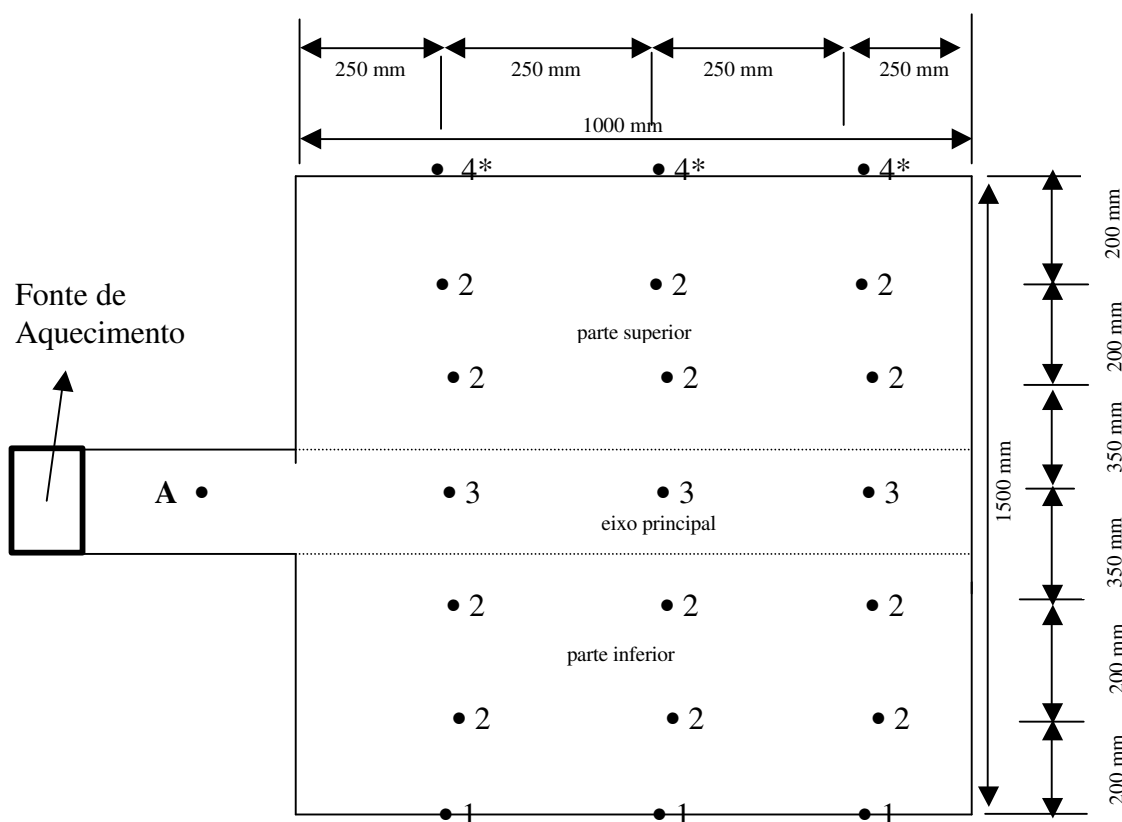 250 mm 250 mm 250 mm 250 mm
1000 mm
4* 4* 4*
200 mm
2 2 2
Fonte de
Aquecimento
parte superior
200 mm
2 2 2
350 mm
1500 mm
A 3 3 3
eixo principal
350 mm
2 2 2
parte inferior
200 mm
2 2 2
200 mm
1 1 1